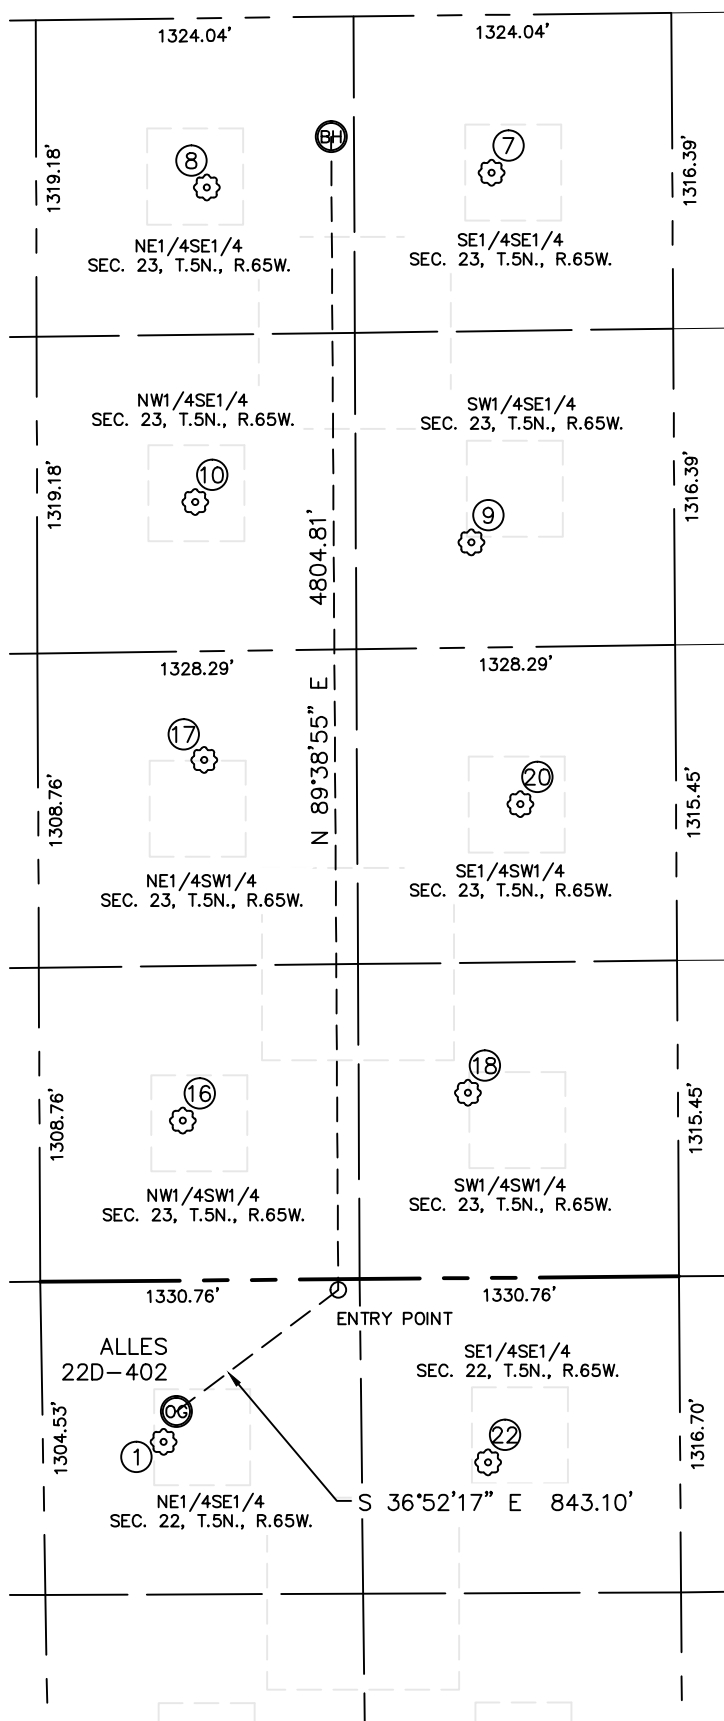 1324.04'
1324.04'
1319.18'
BH
8
7
1316.39'
NE1/4SE1/4
SEC. 23, T.5N., R.65W.
SE1/4SE1/4
SEC. 23, T.5N., R.65W.
NW1/4SE1/4
SEC. 23, T.5N., R.65W.
SW1/4SE1/4
SEC. 23, T.5N., R.65W.
1319.18'
10
9
1316.39'
N 89°38'55" E 4804.81'
1328.29'
1328.29'
17
20
1308.76'
1315.45'
NE1/4SW1/4
SEC. 23, T.5N., R.65W.
SE1/4SW1/4
SEC. 23, T.5N., R.65W.
16
18
1308.76'
1315.45'
NW1/4SW1/4
SEC. 23, T.5N., R.65W.
SW1/4SW1/4
SEC. 23, T.5N., R.65W.
1330.76'
1330.76'
ENTRY POINT
ALLES
22D-402
SE1/4SE1/4
SEC. 22, T.5N., R.65W.
OG
1304.53'
1
22
1316.70'
S 36°52'17" E 843.10'
NE1/4SE1/4
SEC. 22, T.5N., R.65W.